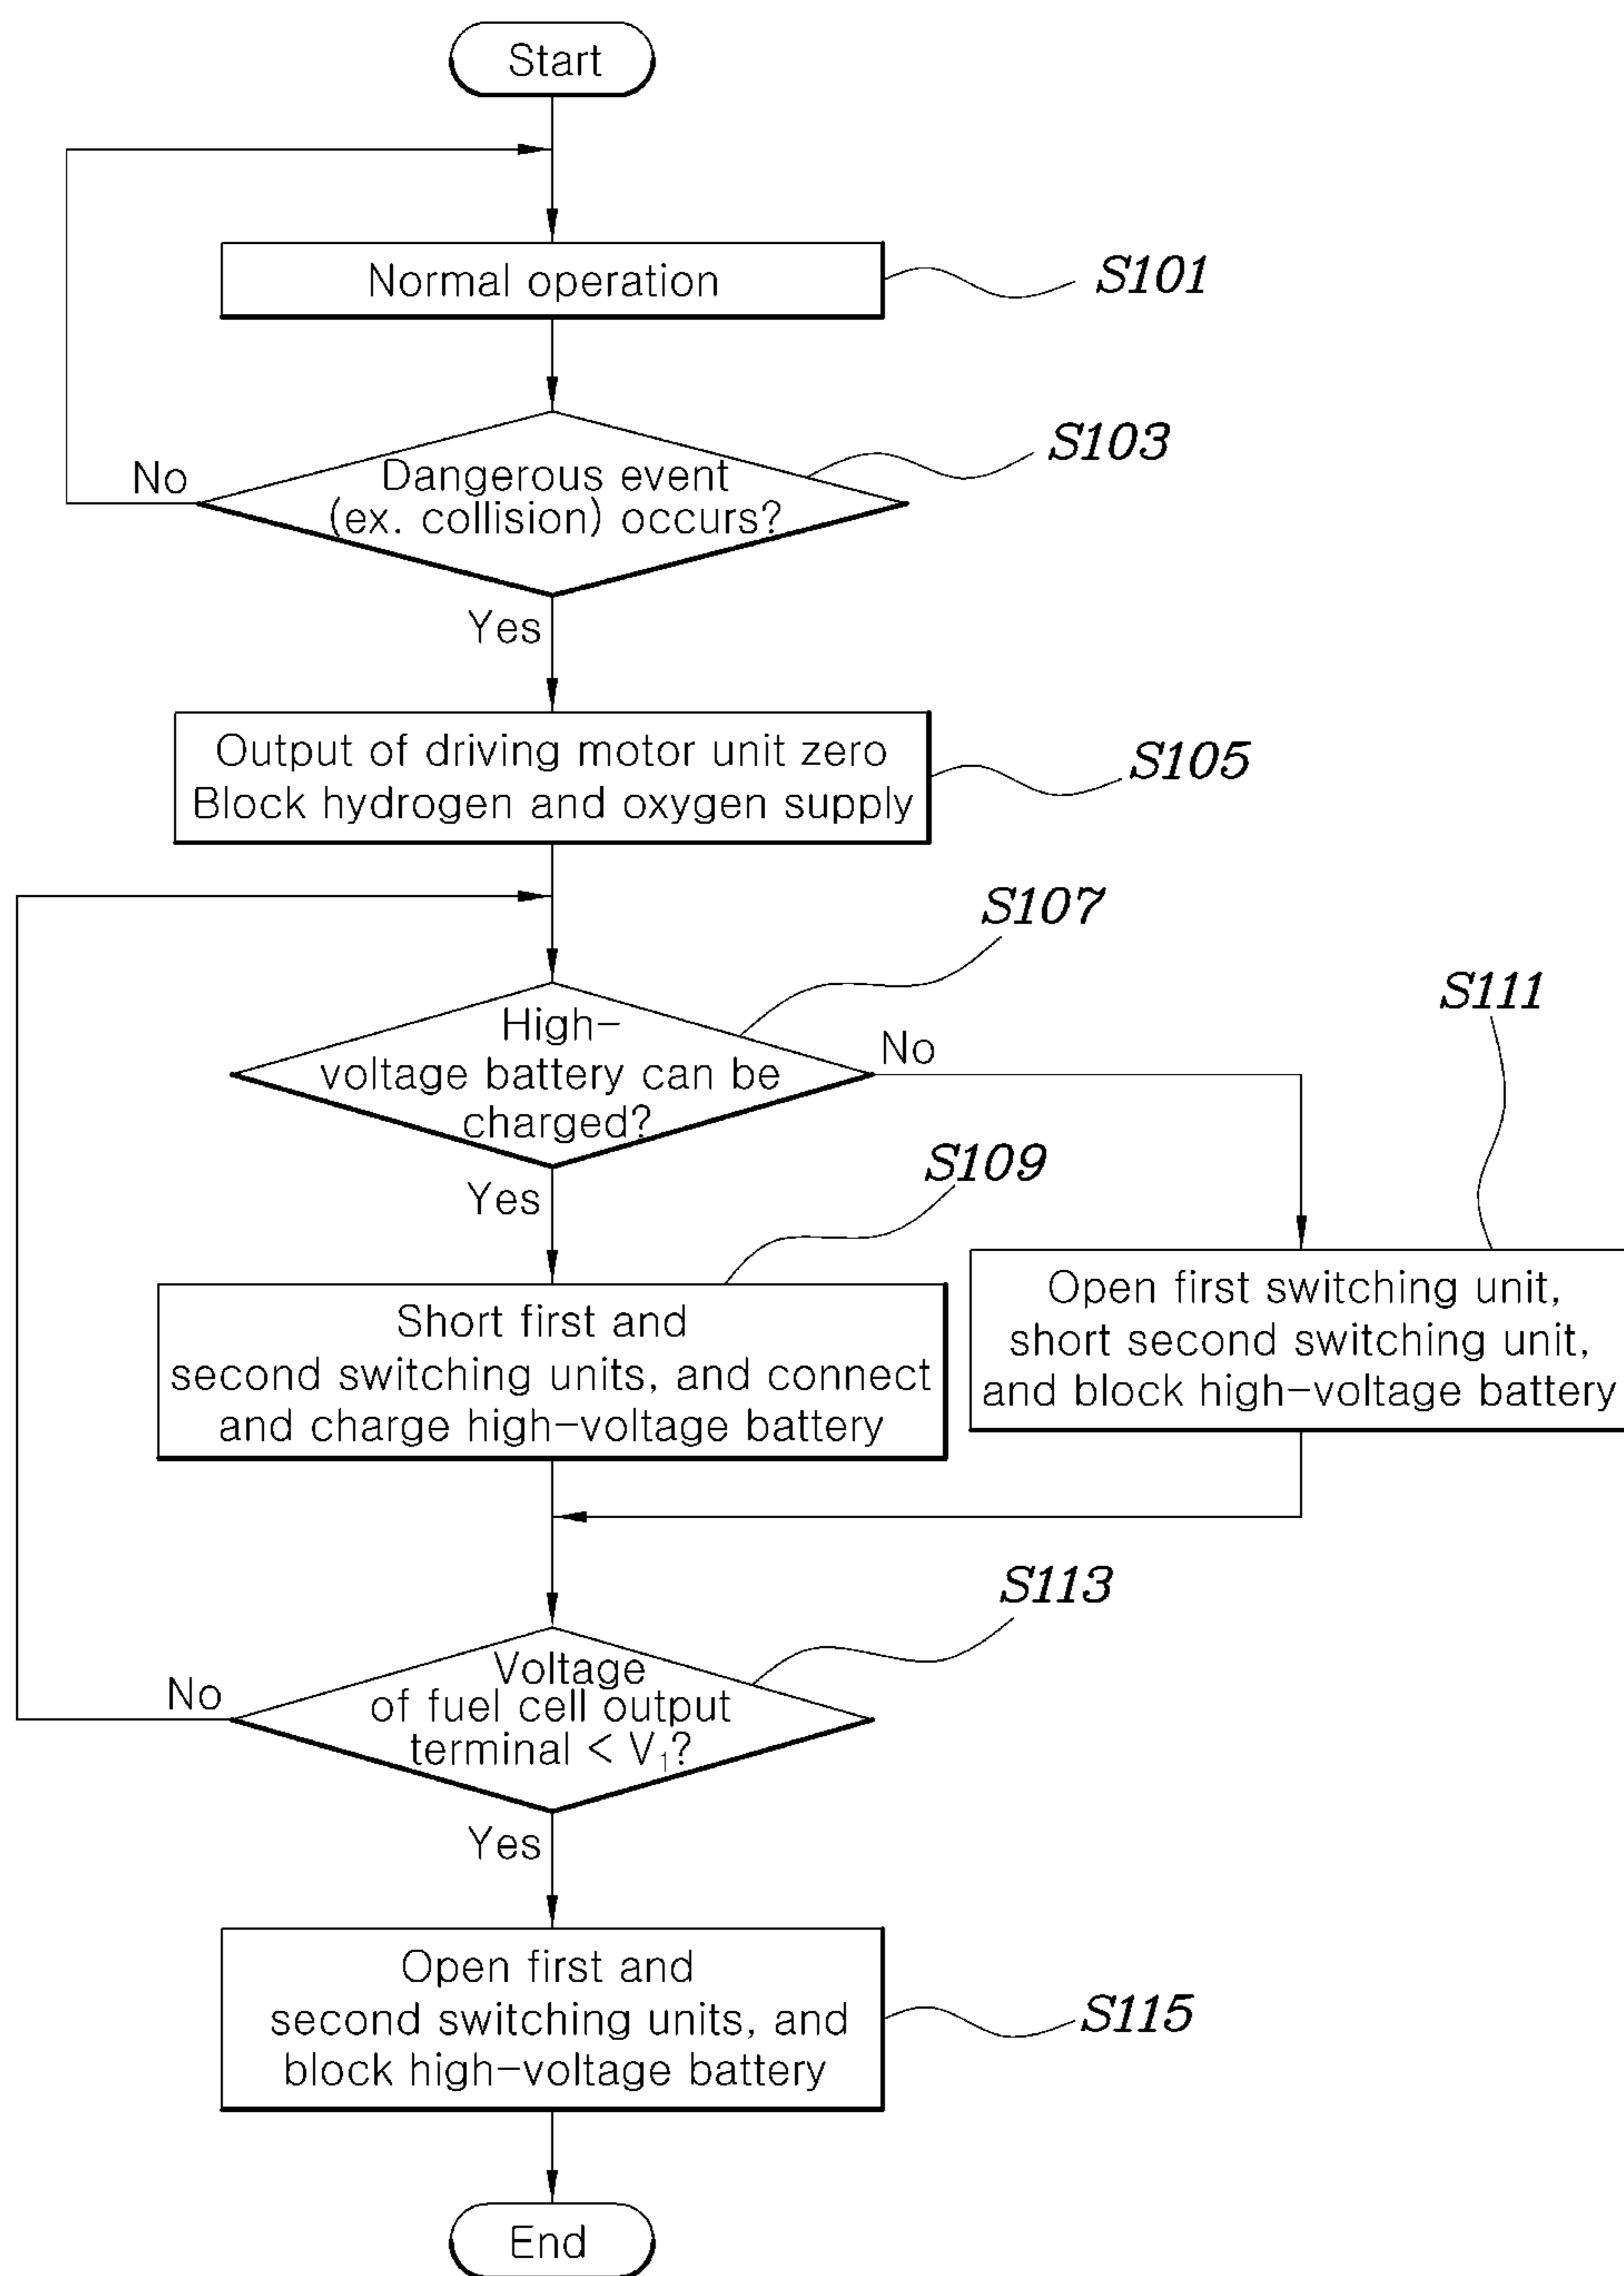 Start
Normal operation
S101
Dangerous event
(ex. collision) occurs?
S103
No
Yes
Output of driving motor unit zero
Block hydrogen and oxygen supply
S105
S107
High-
voltage battery can be
charged?
No
S111
Yes
S109
Short first and
second switching units, and connect
and charge high-voltage battery
Open first switching unit,
short second switching unit,
and block high-voltage battery
S113
Voltage
of fuel cell output
terminal < V₁?
No
Yes
Open first and
second switching units, and
block high-voltage battery
S115
End